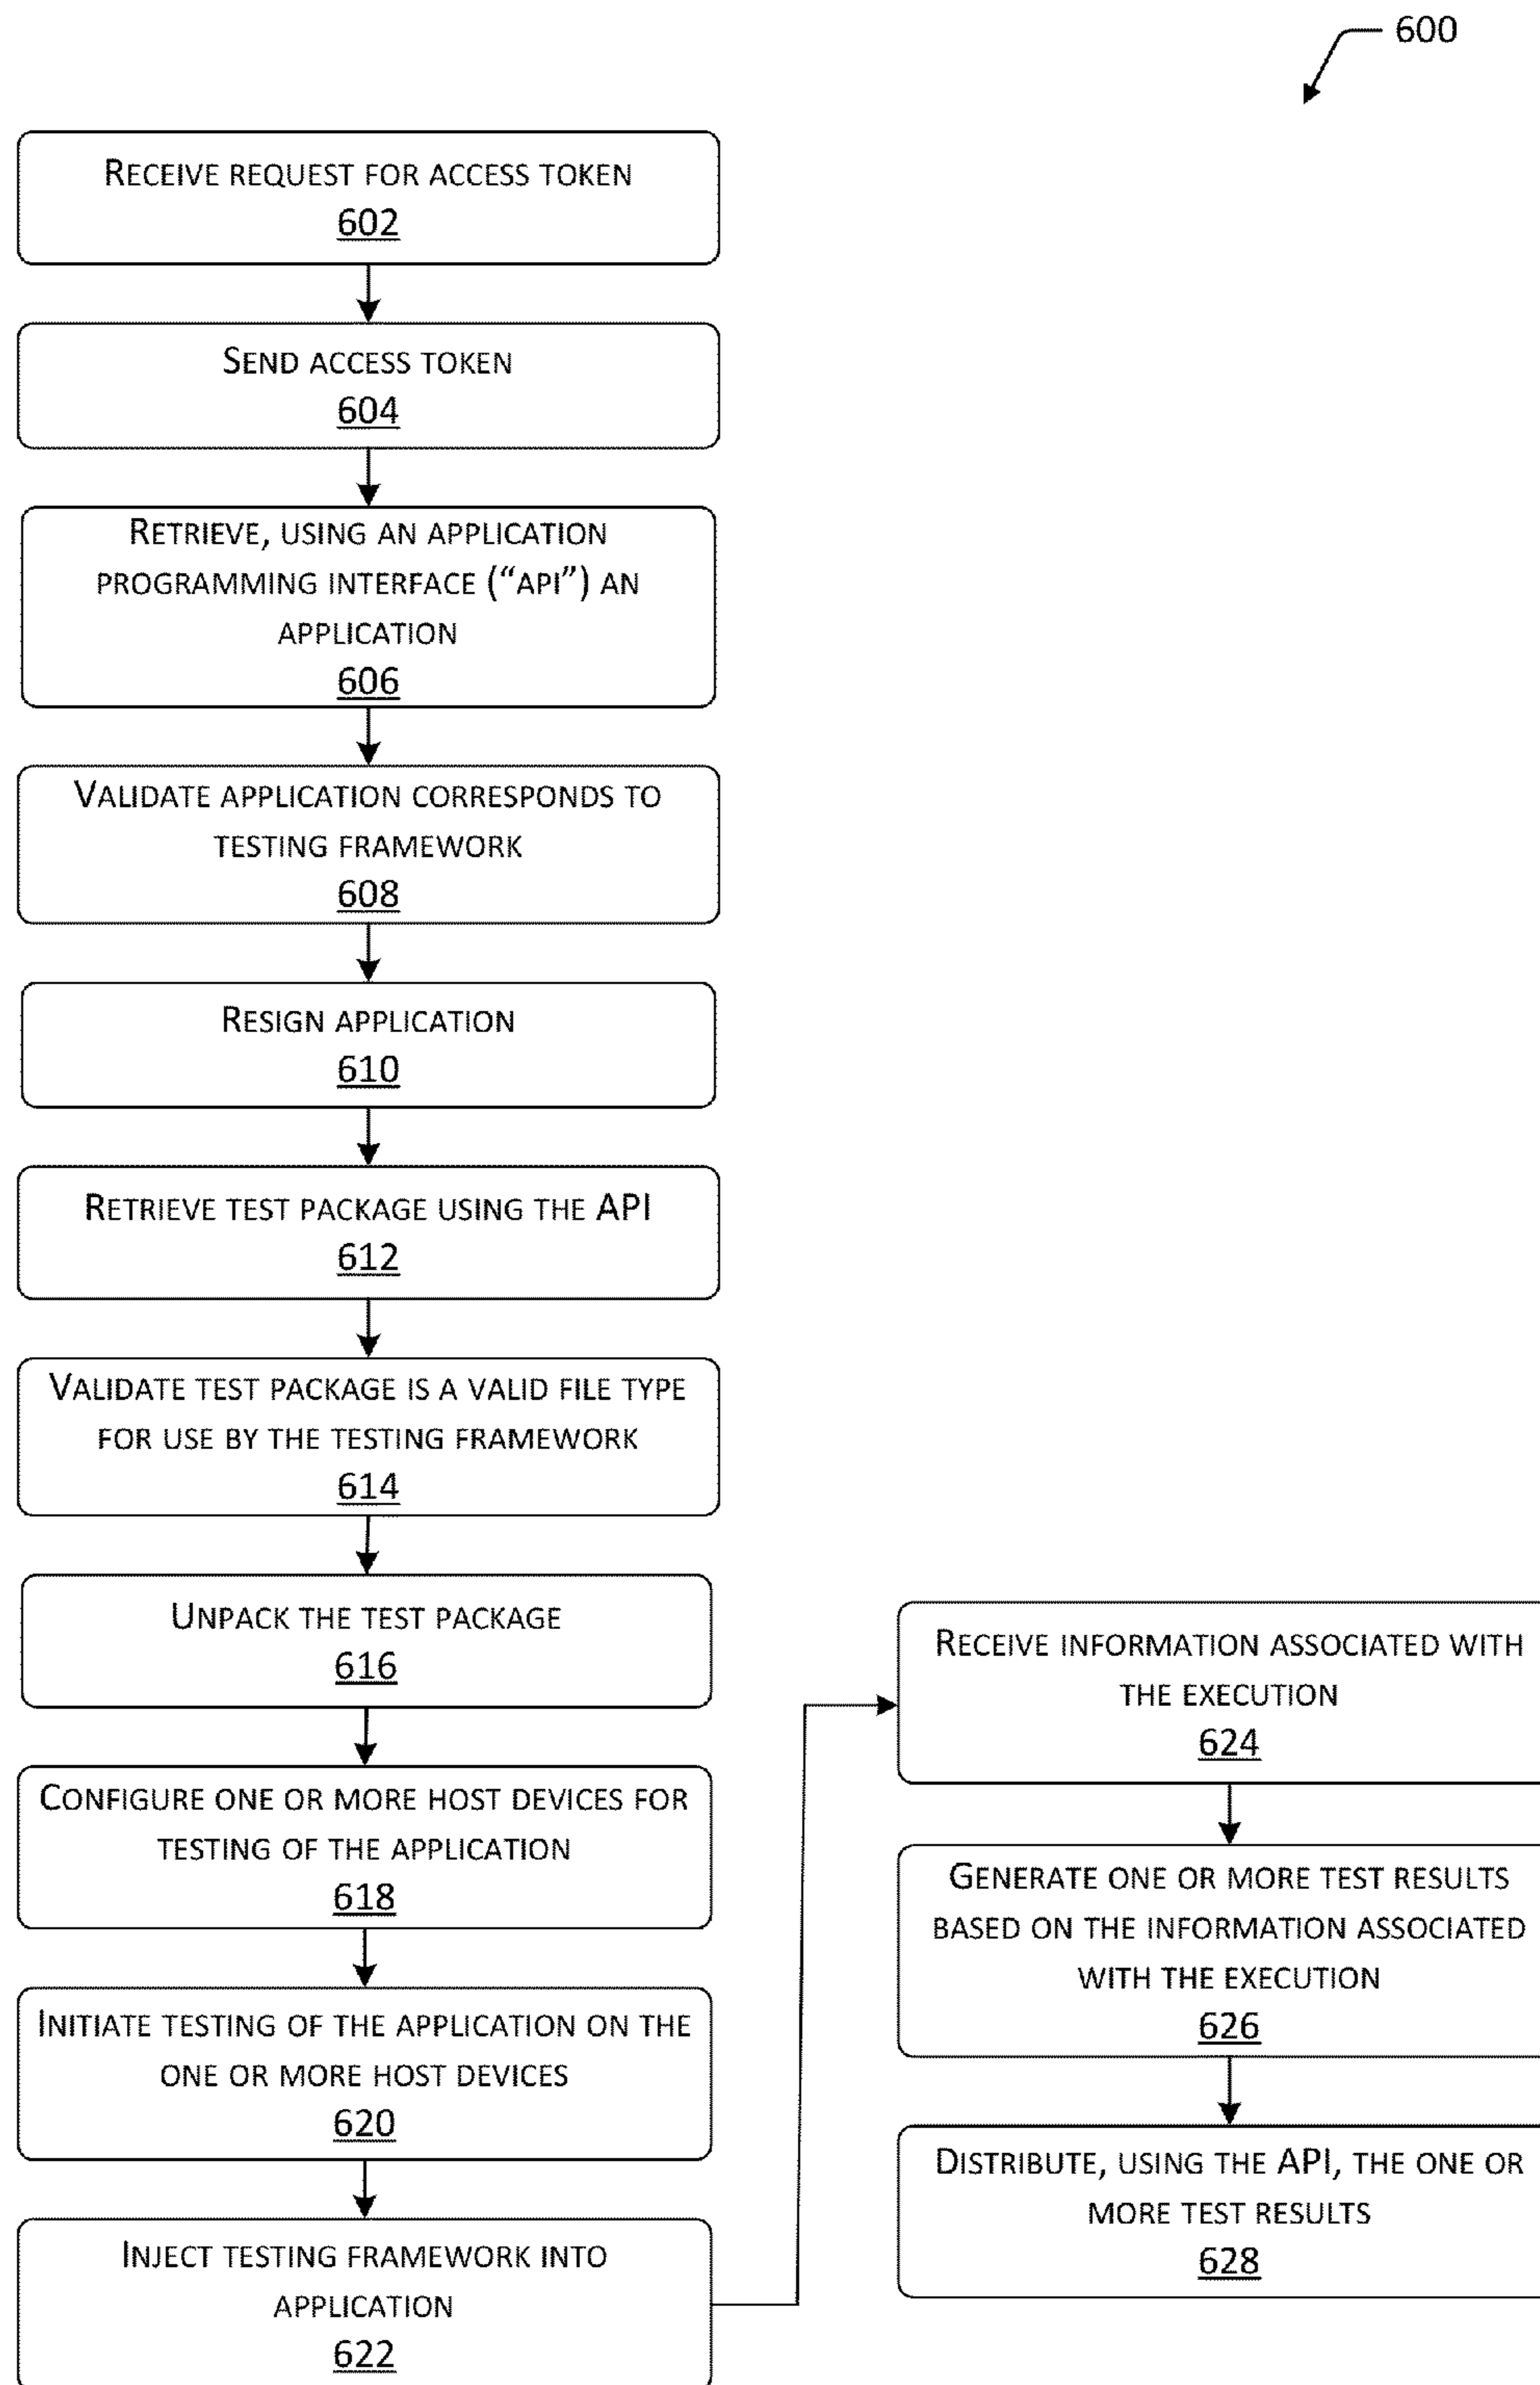 600
RECEIVE REQUEST FOR ACCESS TOKEN
602
SEND ACCESS TOKEN
604
RETRIEVE, USING AN APPLICATION
PROGRAMMING INTERFACE (“API”) AN
APPLICATION
606
VALIDATE APPLICATION CORRESPONDS TO
TESTING FRAMEWORK
608
RESIGN APPLICATION
610
RETRIEVE TEST PACKAGE USING THE API
612
VALIDATE TEST PACKAGE IS A VALID FILE TYPE
FOR USE BY THE TESTING FRAMEWORK
614
UNPACK THE TEST PACKAGE
616
CONFIGURE ONE OR MORE HOST DEVICES FOR
TESTING OF THE APPLICATION
618
INITIATE TESTING OF THE APPLICATION ON THE
ONE OR MORE HOST DEVICES
620
INJECT TESTING FRAMEWORK INTO
APPLICATION
622
RECEIVE INFORMATION ASSOCIATED WITH
THE EXECUTION
624
GENERATE ONE OR MORE TEST RESULTS
BASED ON THE INFORMATION ASSOCIATED
WITH THE EXECUTION
626
DISTRIBUTE, USING THE API, THE ONE OR
MORE TEST RESULTS
628